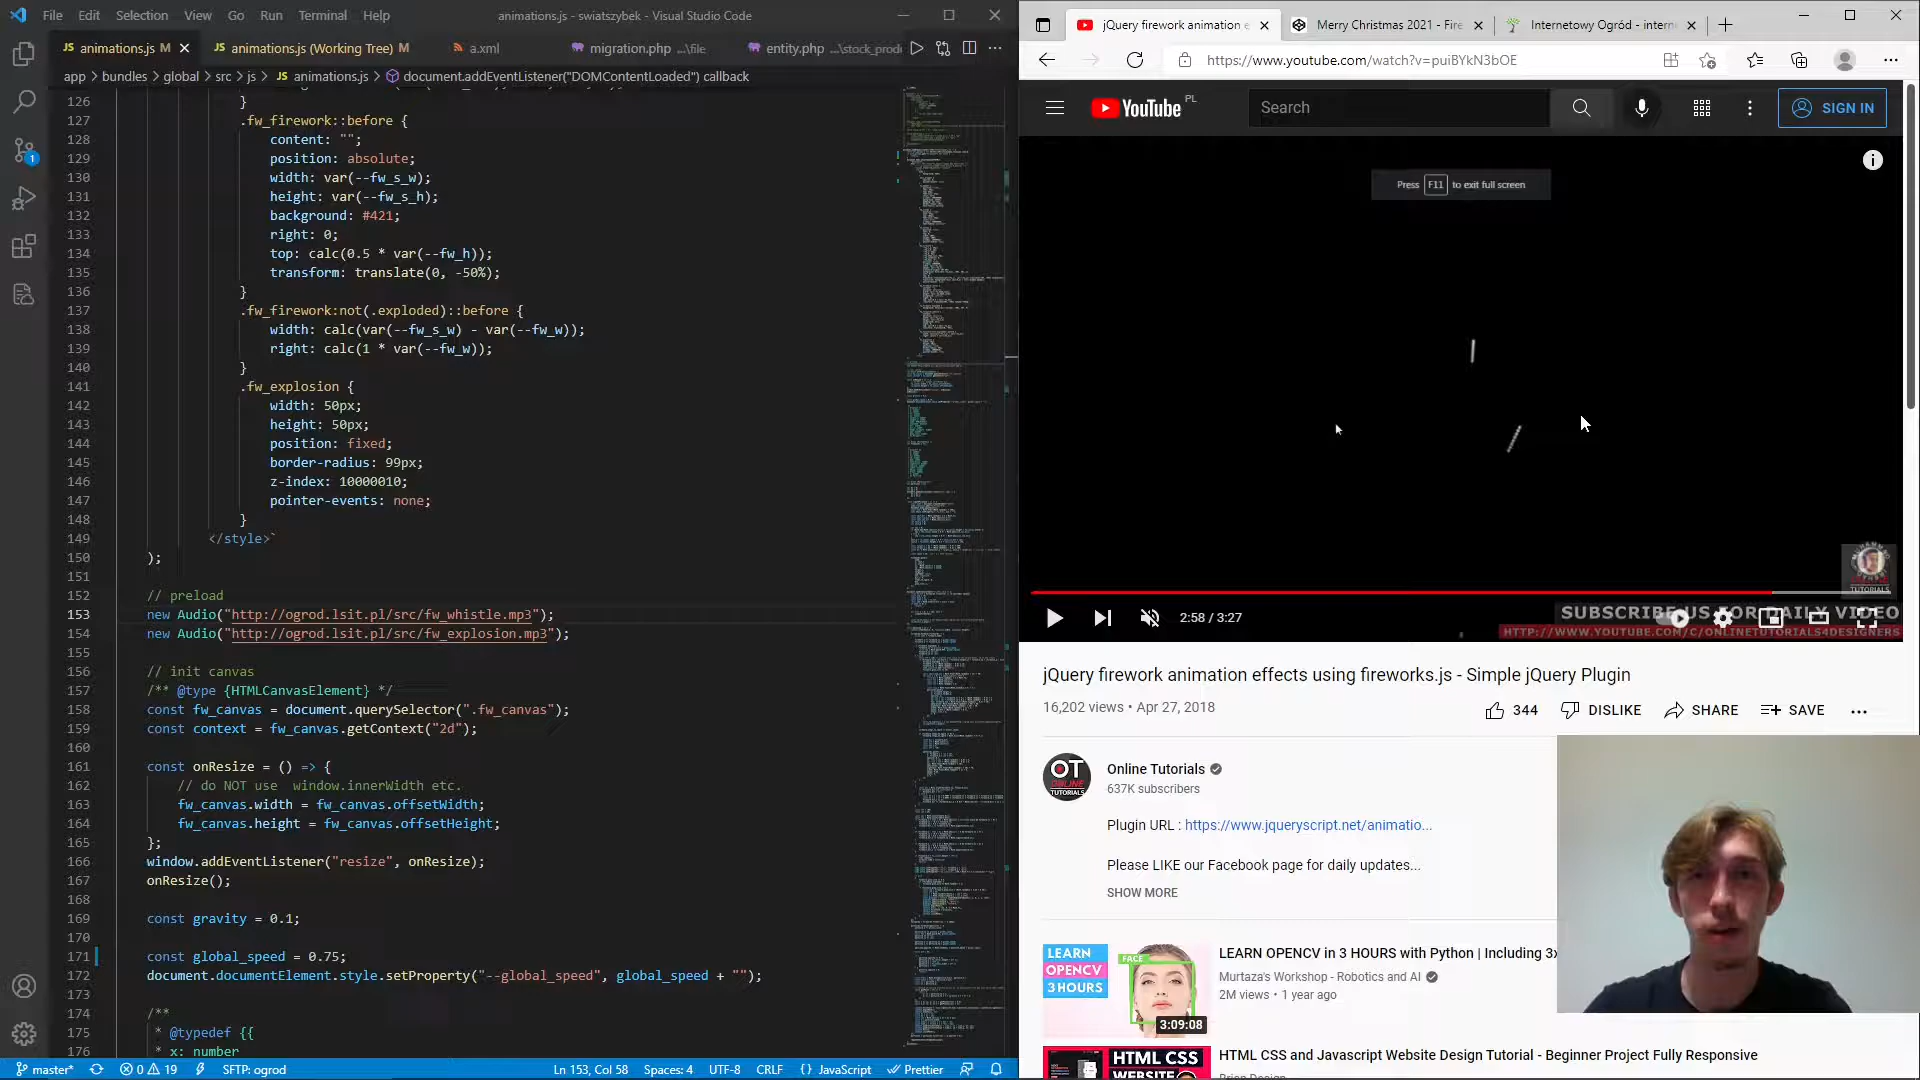 File Edit Selection View Go Run Terminal Help
animations.js - swiatszybek - Visual Studio Code
JS animations.js M
JS animations.js (Working Tree) M
a.xml
migration.php ...\file
entity.php ...\stock_prod
app > bundles > global > src > js > JS animations.js > document.addEventListener("DOMContentLoaded") callback
126 }
127 .fw_firework::before {
128 content: "";
129 position: absolute;
130 width: var(--fw_s_w);
131 height: var(--fw_s_h);
132 background: #421;
133 right: 0;
134 top: calc(0.5 * var(--fw_h));
135 transform: translate(0, -50%);
136 }
137 .fw_firework:not(.exploded)::before {
138 width: calc(var(--fw_s_w) - var(--fw_w));
139 right: calc(1 * var(--fw_w));
140 }
141 .fw_explosion {
142 width: 50px;
143 height: 50px;
144 position: fixed;
145 border-radius: 99px;
146 z-index: 10000010;
147 pointer-events: none;
148 }
149 </style>`
150 );
151
152 // preload
153 new Audio("http://ogrod.lsit.pl/src/fw_whistle.mp3");
154 new Audio("http://ogrod.lsit.pl/src/fw_explosion.mp3");
155
156 // init canvas
157 /** @type {HTMLCanvasElement} */
158 const fw_canvas = document.querySelector(".fw_canvas");
159 const context = fw_canvas.getContext("2d");
160
161 const onResize = () => {
162 // do NOT use window.innerWidth etc.
163 fw_canvas.width = fw_canvas.offsetWidth;
164 fw_canvas.height = fw_canvas.offsetHeight;
165 };
166 window.addEventListener("resize", onResize);
167 onResize();
168
169 const gravity = 0.1;
170
171 const global_speed = 0.75;
172 document.documentElement.style.setProperty("--global_speed", global_speed + "");
173
174 /**
175 * @typedef {{
176 * x: number
master* 0 19 SFTP: ogrod
Ln 153, Col 58 Spaces: 4 UTF-8 CRLF {} JavaScript Prettier
1
jQuery firework animation e
Merry Christmas 2021 - Fire
Internetowy Ogród - intern
https://www.youtube.com/watch?v=puiBYkN3bOE
YouTube PL
Search
SIGN IN
Press F11 to exit full screen
2:58 / 3:27
SUBSCRIBE US FOR DAILY VIDEO
HTTP://WWW.YOUTUBE.COM/C/ONLINETUTORIALS4DESIGNERS
jQuery firework animation effects using fireworks.js - Simple jQuery Plugin
16,202 views • Apr 27, 2018
344 DISLIKE SHARE SAVE
OT ONLINE TUTORIALS
Online Tutorials
637K subscribers
Plugin URL : https://www.jqueryscript.net/animatio...
Please LIKE our Facebook page for daily updates...
SHOW MORE
LEARN
OPENCV
3 HOURS
FACE
3:09:08
LEARN OPENCV in 3 HOURS with Python | Including 3x
Murtaza's Workshop - Robotics and AI
2M views • 1 year ago
HTML CSS
HTML CSS and Javascript Website Design Tutorial - Beginner Project Fully Responsive